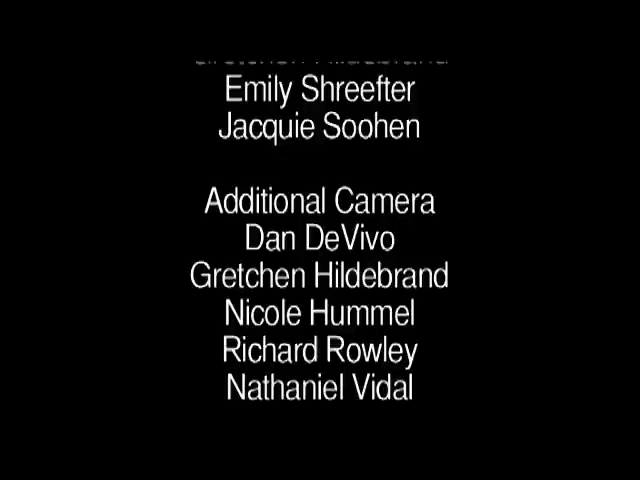 Emily Shreefter
Jacquie Soohen
Additional Camera
Dan DeVivo
Gretchen Hildebrand
Nicole Hummel
Richard Rowley
Nathaniel Vidal